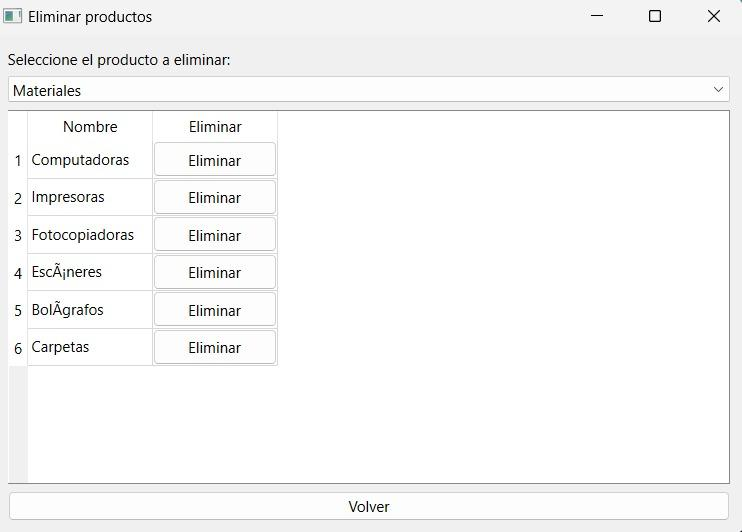 Eliminar productos
Seleccione el producto a eliminar:
Materiales
Nombre Eliminar
1 Computadoras Eliminar
2 Impresoras Eliminar
3 Fotocopiadoras Eliminar
4 EscÃ¡neres Eliminar
5 BolÃgrafos Eliminar
6 Carpetas Eliminar
Volver